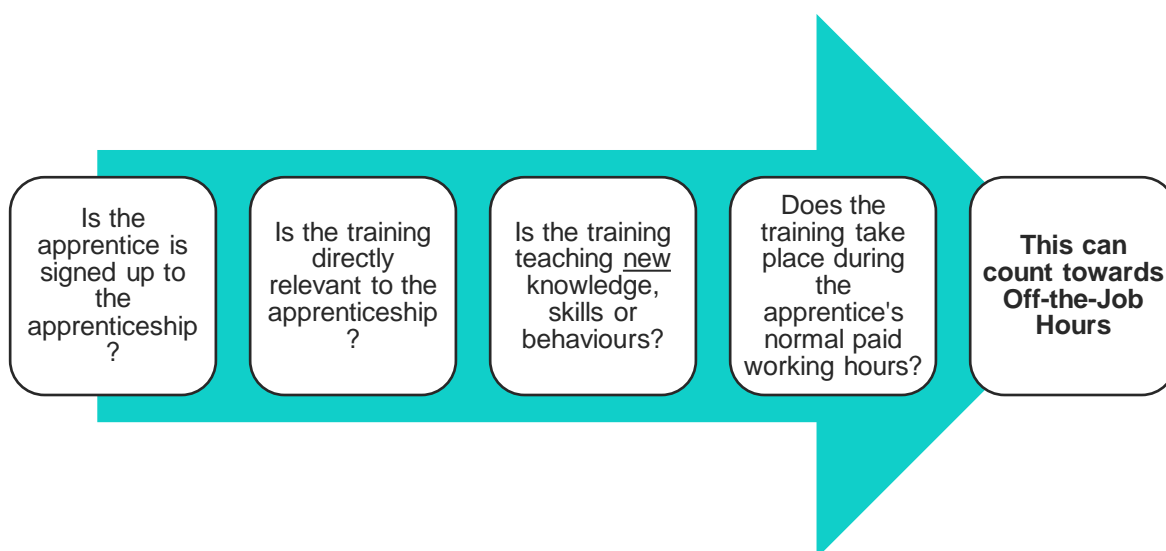 Is the
apprentice is
signed up to
the
apprenticeship
?
Is the training
directly
relevant to the
apprenticeship
?
Is the training
teaching new
knowledge,
skills or
behaviours?
Does the
training take
place during
the
apprentice's
normal paid
working hours?
This can
count towards
Off-the-Job
Hours